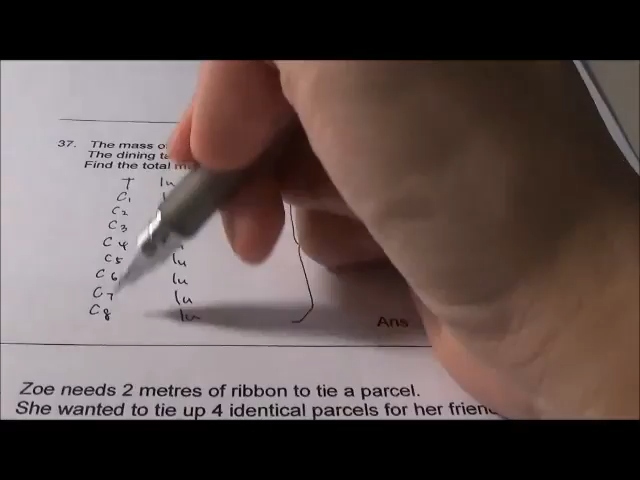 37. The mass o
The dining ta
Find the total m
T 1u
C1
C2
C3
C4
C5 1u
C6 1u
C7 1u
C8 1u
Ans
Zoe needs 2 metres of ribbon to tie a parcel.
She wanted to tie up 4 identical parcels for her frien